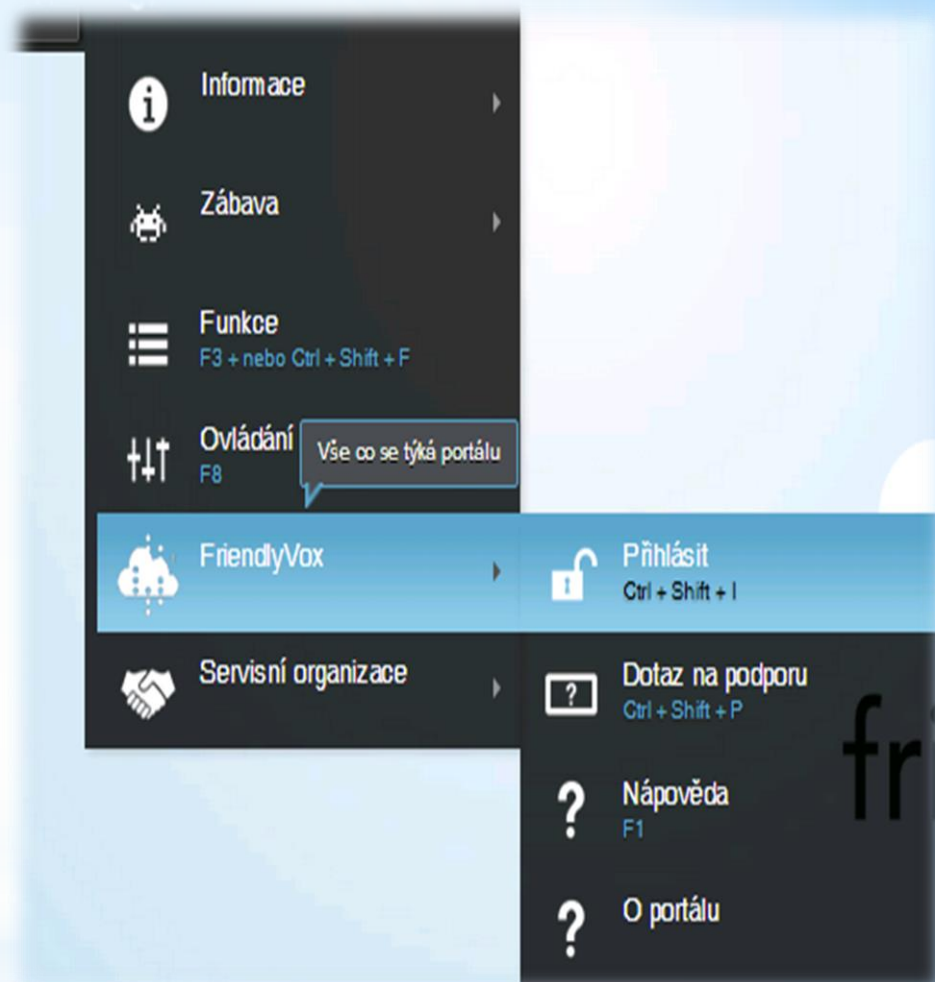 Informace
Zábava
Funkce
F3 + nebo Ctrl + Shift + F
Ovládání
F8
Vše co se týká portálu
FriendlyVox
Servisní organizace
Přihlásit
Ctrl + Shift + I
Dotaz na podporu
Ctrl + Shift + P
Nápověda
F1
O portálu
fri